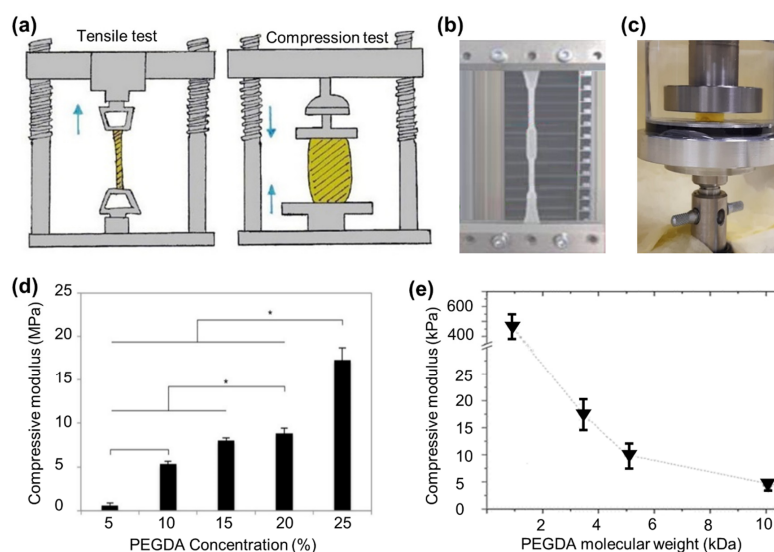 (a)
Tensile test
Compression test
(b)
(c)
(d)
Compressive modulus (MPa)
25
20
15
10
5
0
*
*
5 10 15 20 25
PEGDA Concentration (%)
(e)
Compressive modulus (kPa)
600
400
25
20
15
10
5
0
2 4 6 8 10
PEGDA molecular weight (kDa)